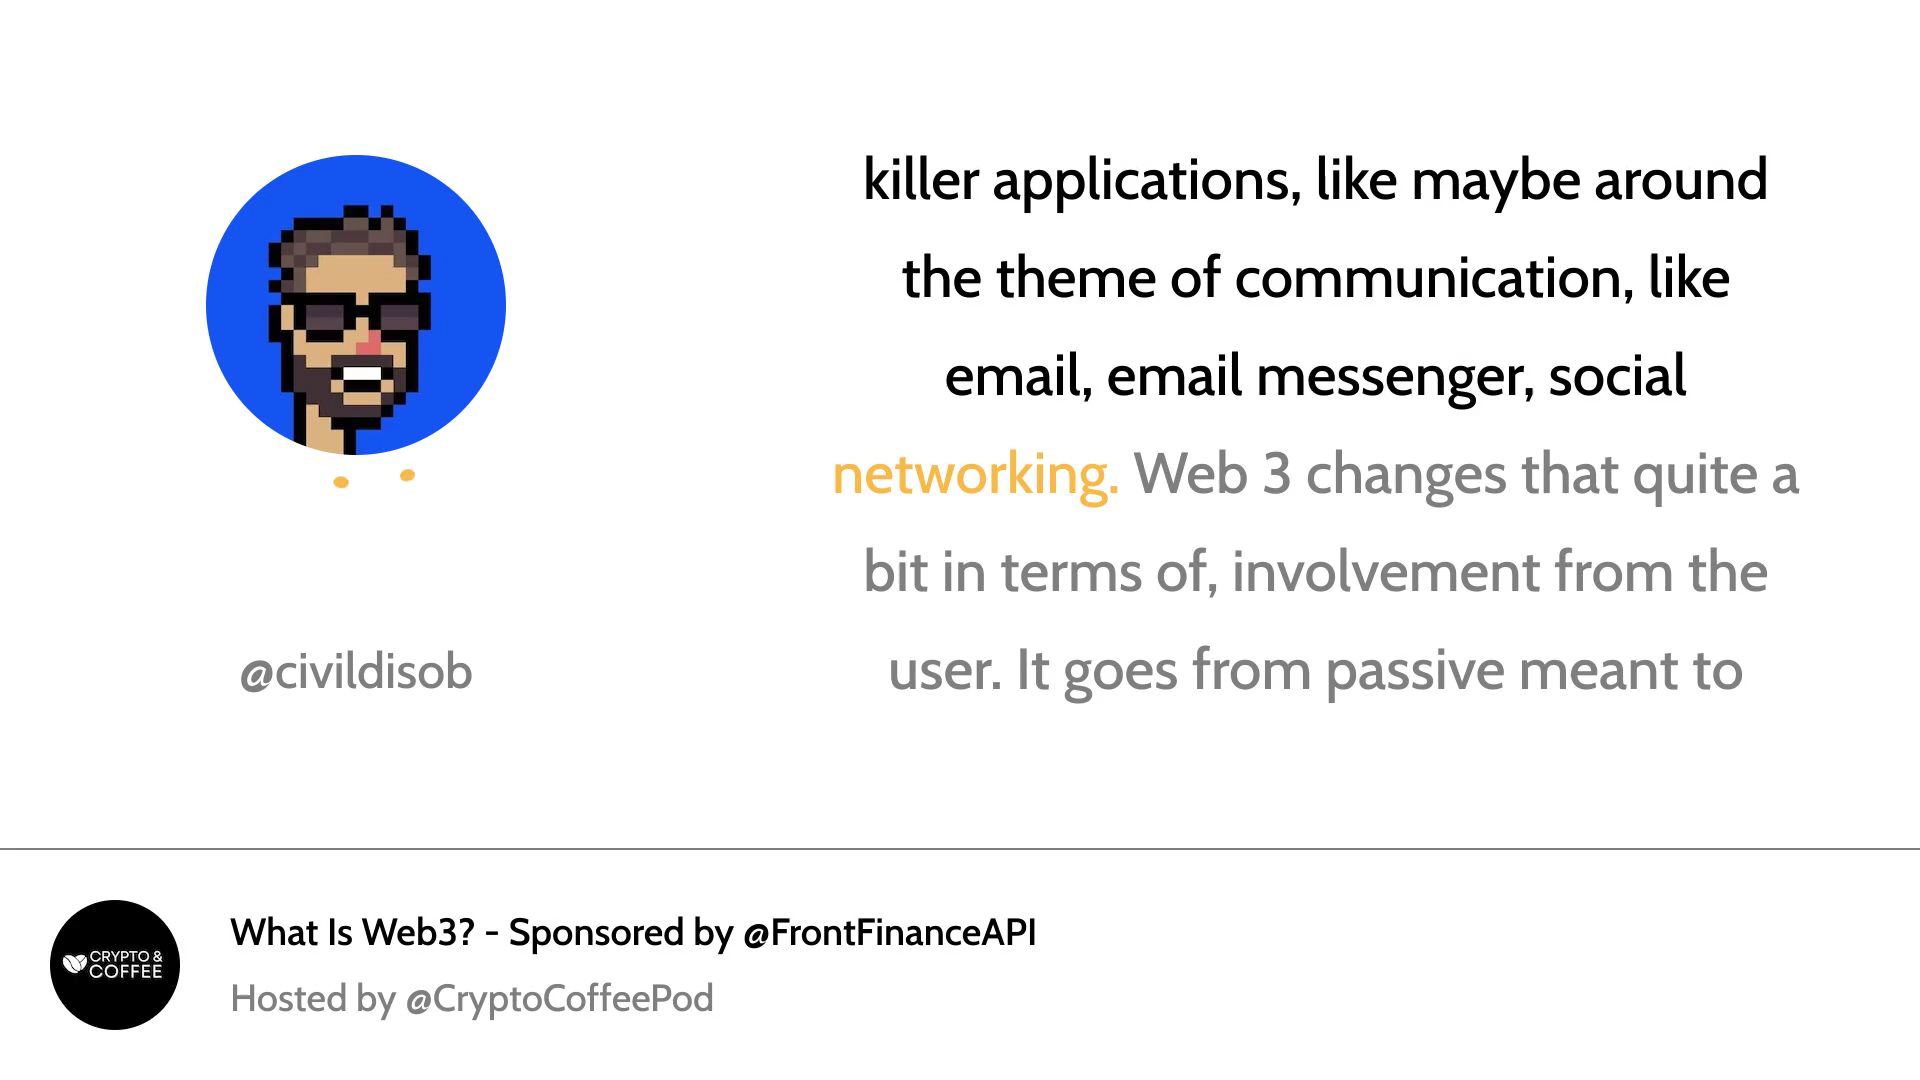 killer applications, like maybe around
the theme of communication, like
email, email messenger, social
networking. Web 3 changes that quite a
bit in terms of, involvement from the
user. It goes from passive meant to
@civildisob
CRYPTO &
COFFEE
What Is Web3? - Sponsored by @FrontFinanceAPI
Hosted by @CryptoCoffeePod